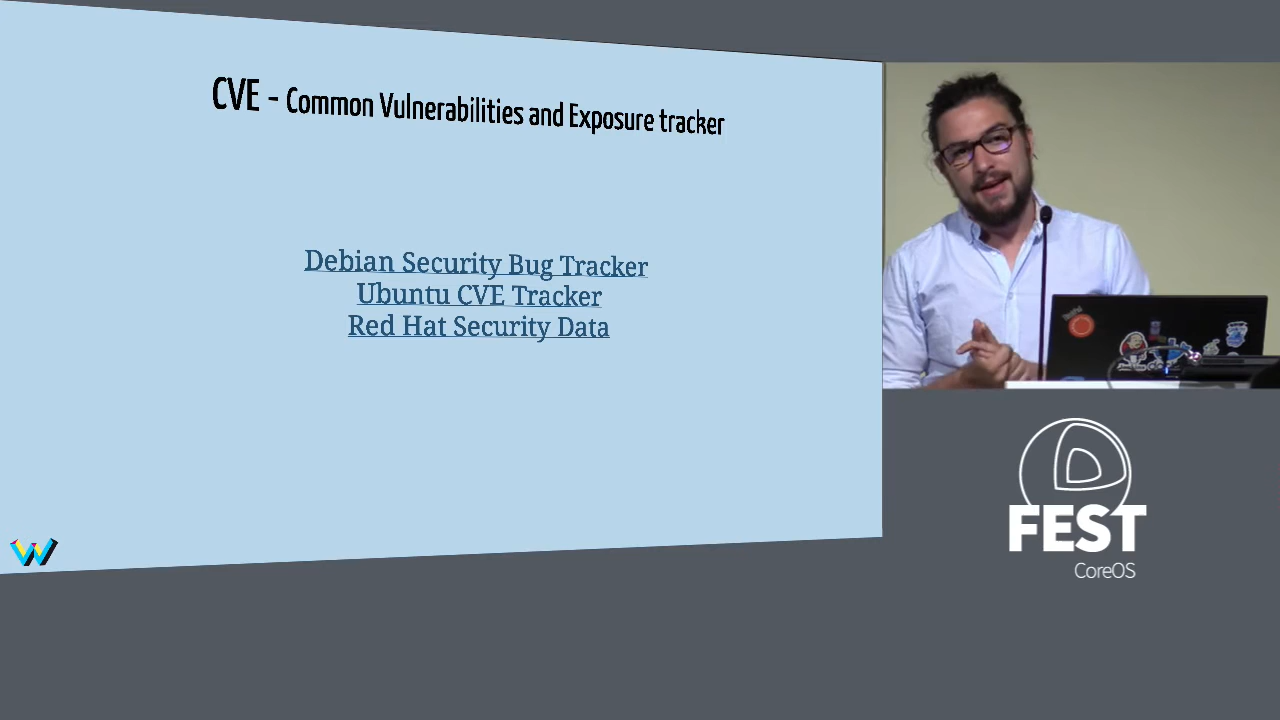 CVE - Common Vulnerabilities and Exposure tracker
Debian Security Bug Tracker
Ubuntu CVE Tracker
Red Hat Security Data
W
FEST
CoreOS